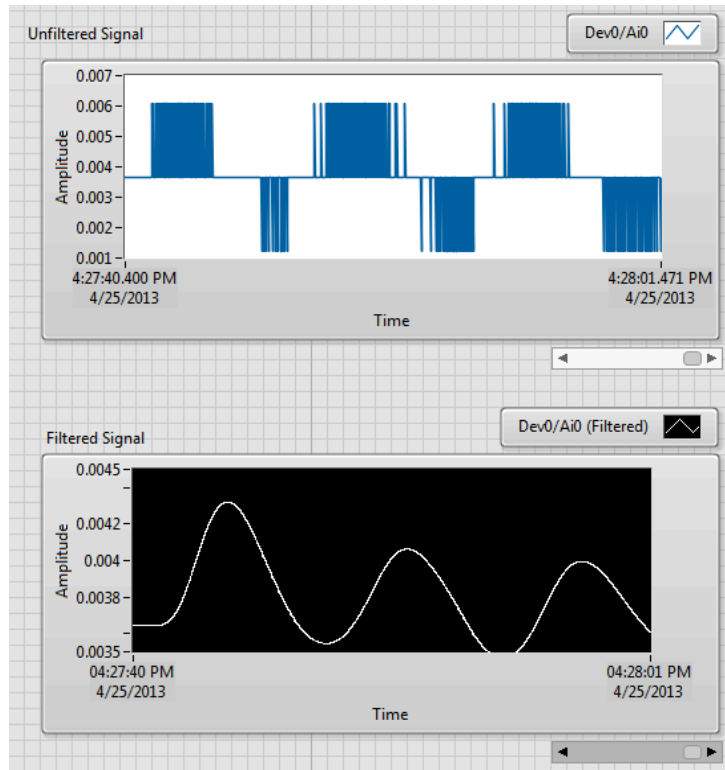 Unfiltered Signal
Dev0/Ai0
0.007
0.006
0.005
0.004
0.003
0.002
0.001
Amplitude
4:27:40.400 PM
4/25/2013
4:28:01.471 PM
4/25/2013
Time
Filtered Signal
Dev0/Ai0 (Filtered)
0.0045
0.0042
0.004
0.0038
0.0035
Amplitude
04:27:40 PM
4/25/2013
04:28:01 PM
4/25/2013
Time